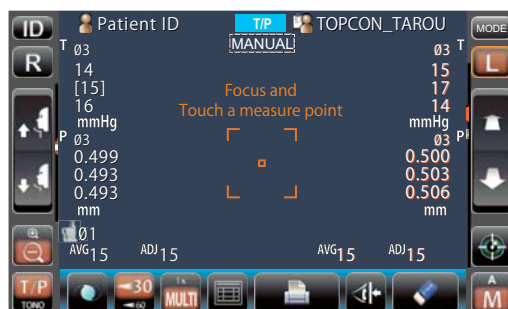 ID Patient ID T/P TOPCON_TAROU MODE
MANUAL
T Ø3 Ø3 T
R L
14 15
[15] 17
16 14
mmHg mmHg
Focus and
Touch a measure point
P Ø3 Ø3 P
0.499 0.500
0.493 0.503
0.493 0.506
mm mm
Ø1
AVG15 ADJ15 AVG15 ADJ15
T/P TONO 30 60 1x MULTI A M